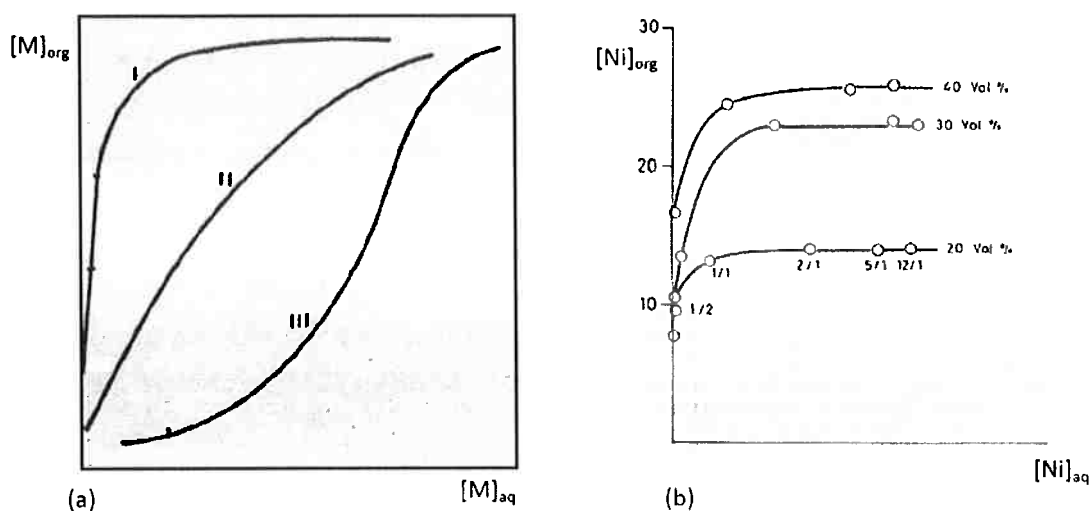 [M]org
I
II
III
[M]aq
(a)
30
[Ni]org
40 Vol %
30 Vol %
20
20 Vol %
1/1
2/1
5/1
12/1
10
1/2
[Ni]aq
(b)